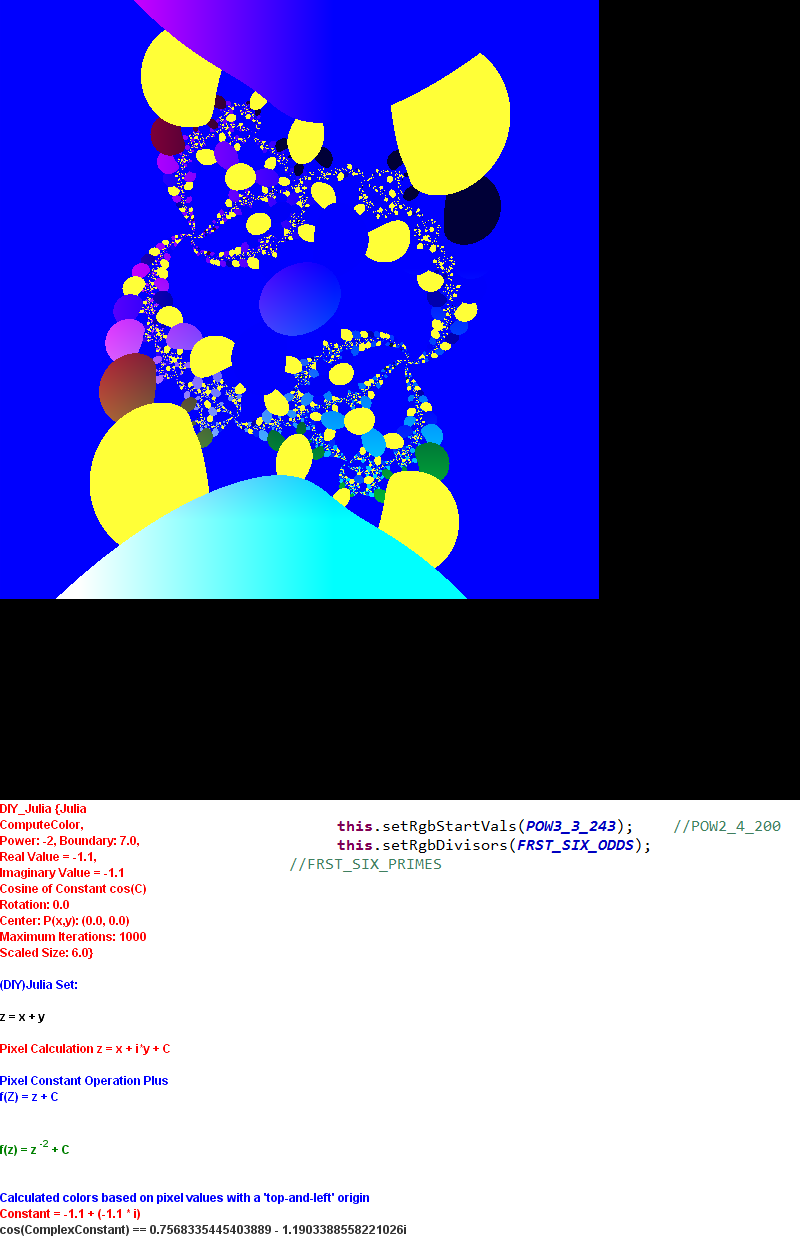 DIY_Julia {Julia
ComputeColor,
Power: -2, Boundary: 7.0,
Real Value = -1.1,
Imaginary Value = -1.1
Cosine of Constant cos(C)
Rotation: 0.0
Center: P(x,y): (0.0, 0.0)
Maximum Iterations: 1000
Scaled Size: 6.0}
(DIY)Julia Set:
z = x + y
Pixel Calculation z = x + i*y + C
Pixel Constant Operation Plus
f(Z) = z + C
f(z) = z -2 + C
Calculated colors based on pixel values with a 'top-and-left' origin
Constant = -1.1 + (-1.1 * i)
cos(ComplexConstant) == 0.7568335445403889 - 1.1903388558221026i
this.setRgbStartVals(POW3_3_243); //POW2_4_200
this.setRgbDivisors(FRST_SIX_ODDS);
//FRST_SIX_PRIMES